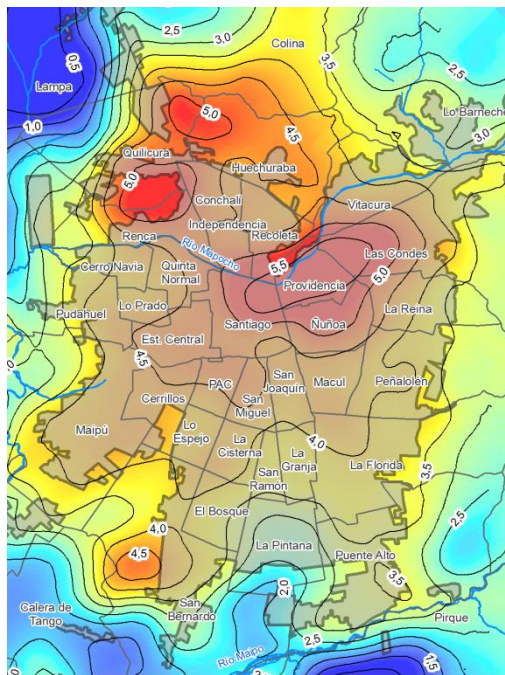 2,5
3,0
Colina
3,5
0,5
Lampa
2,5
1,0
5,0
Lo Barneche
4,5
3,0
4
Quilicura
Huechuraba
5,0
Conchalí
Vitacura
Independencia
Renca
Recoleta
Río Mapocho
Las Condes
5,5
5,0
Cerro Navia
Quinta
Normal
Providencia
Lo Prado
La Reina
Pudahuel
Santiago
Ñuñoa
Est. Central
4,5
PAC
San
Joaquin
Macul
Peñalolén
Cerrillos
San
Miguel
Maipú
Lo
Espejo
La
Cisterna
4,0
La
Granja
La Florida
3,5
San
Ramón
4,0
El Bosque
2,5
La Pintana
4,5
Puente Alto
2,0
3,5
Calera de
Tango
San
Bernardo
Pirque
2,5
Río Maipo
1,5